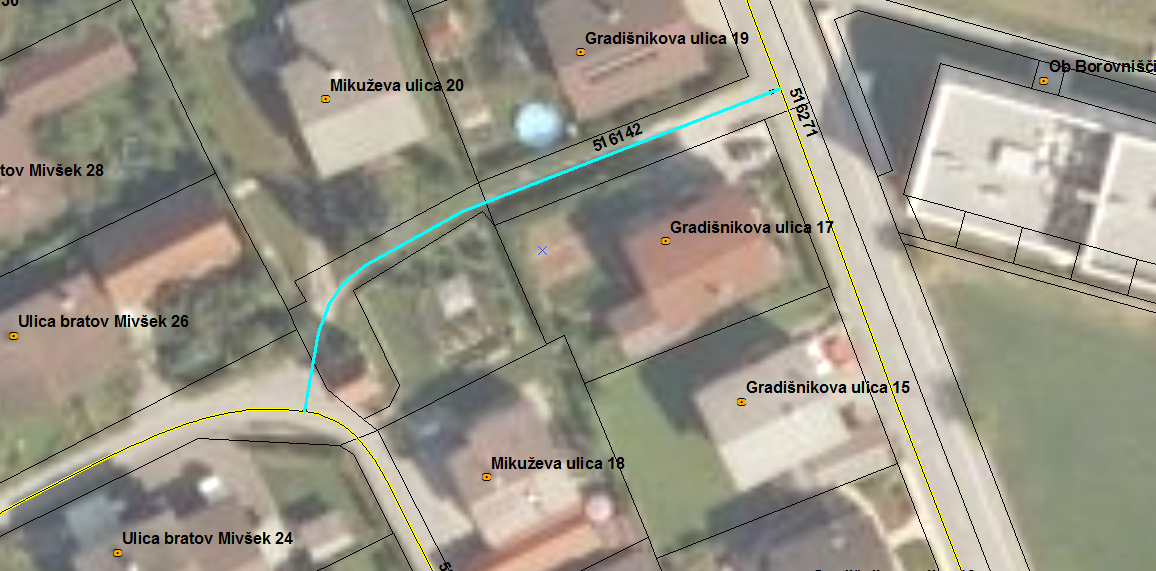 30
Gradišnikova ulica 19
Ob Borovnišči
Mikuževa ulica 20
516271
516142
tov Mivšek 28
Gradišnikova ulica 17
Ulica bratov Mivšek 26
Gradišnikova ulica 15
Mikuževa ulica 18
Ulica bratov Mivšek 24